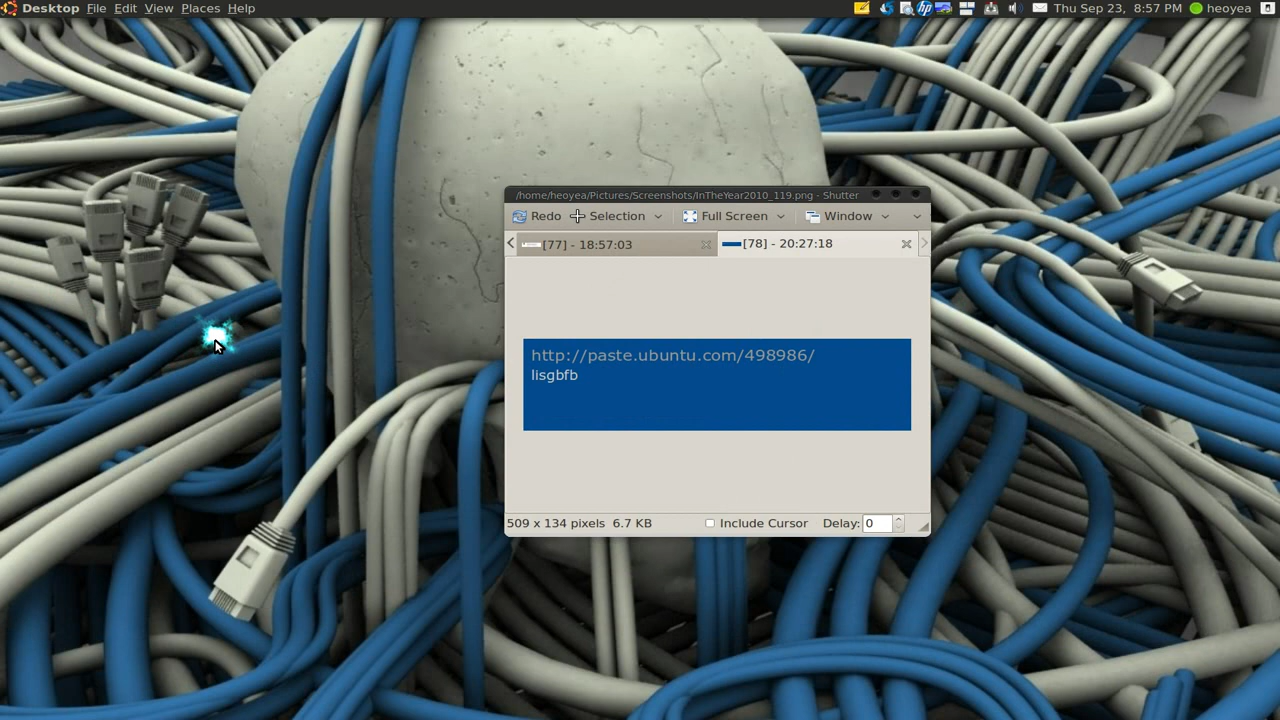 Desktop File Edit View Places Help
Thu Sep 23, 8:57 PM heoyea
/home/heoyea/Pictures/Screenshots/InTheYear2010_119.png - Shutter
Redo Selection Full Screen Window
[77] - 18:57:03 [78] - 20:27:18
http://paste.ubuntu.com/498986/
lisgbfb
509 x 134 pixels 6.7 KB Include Cursor Delay: 0